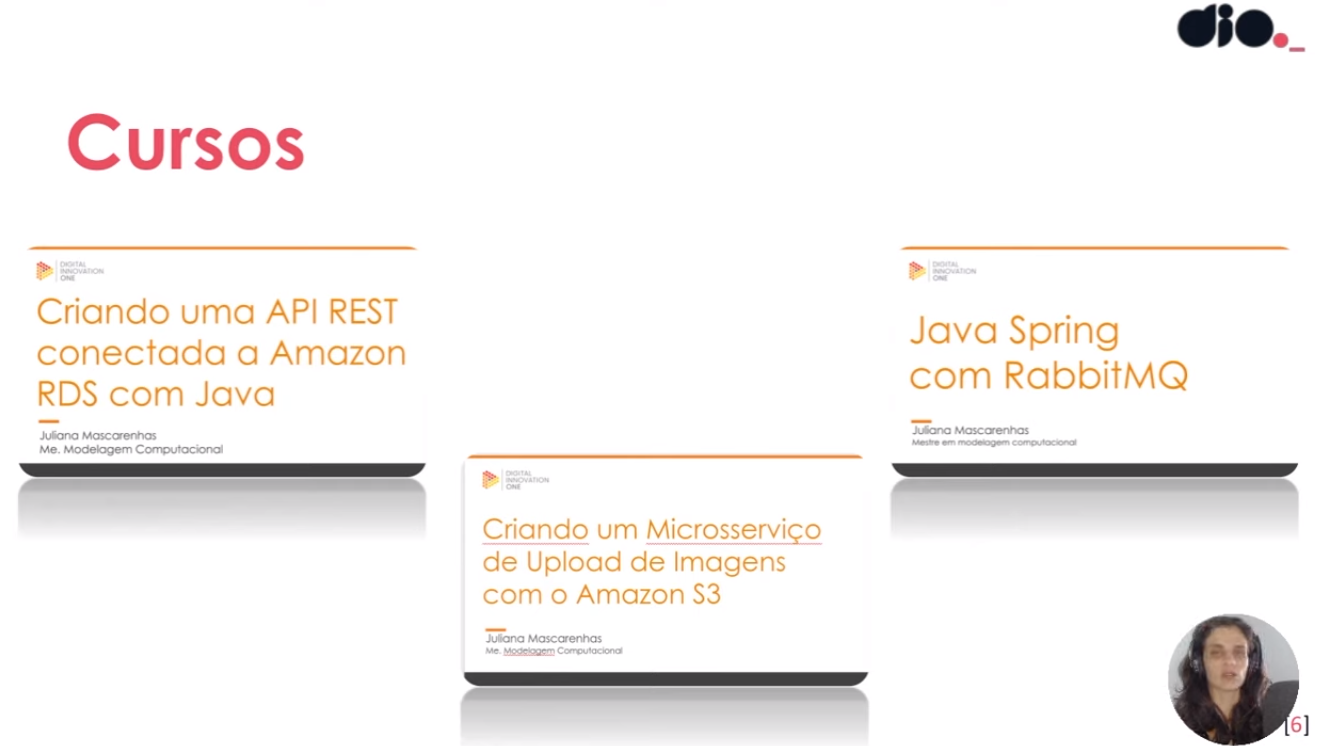 dio._
Cursos
DIGITAL
INNOVATION
ONE
Criando uma API REST
conectada a Amazon
RDS com Java
Juliana Mascarenhas
Me. Modelagem Computacional
DIGITAL
INNOVATION
ONE
Java Spring
com RabbitMQ
Juliana Mascarenhas
Mestre em modelagem computacional
DIGITAL
INNOVATION
ONE
Criando um Microsserviço
de Upload de Imagens
com o Amazon S3
Juliana Mascarenhas
Me. Modelagem Computacional
[6]